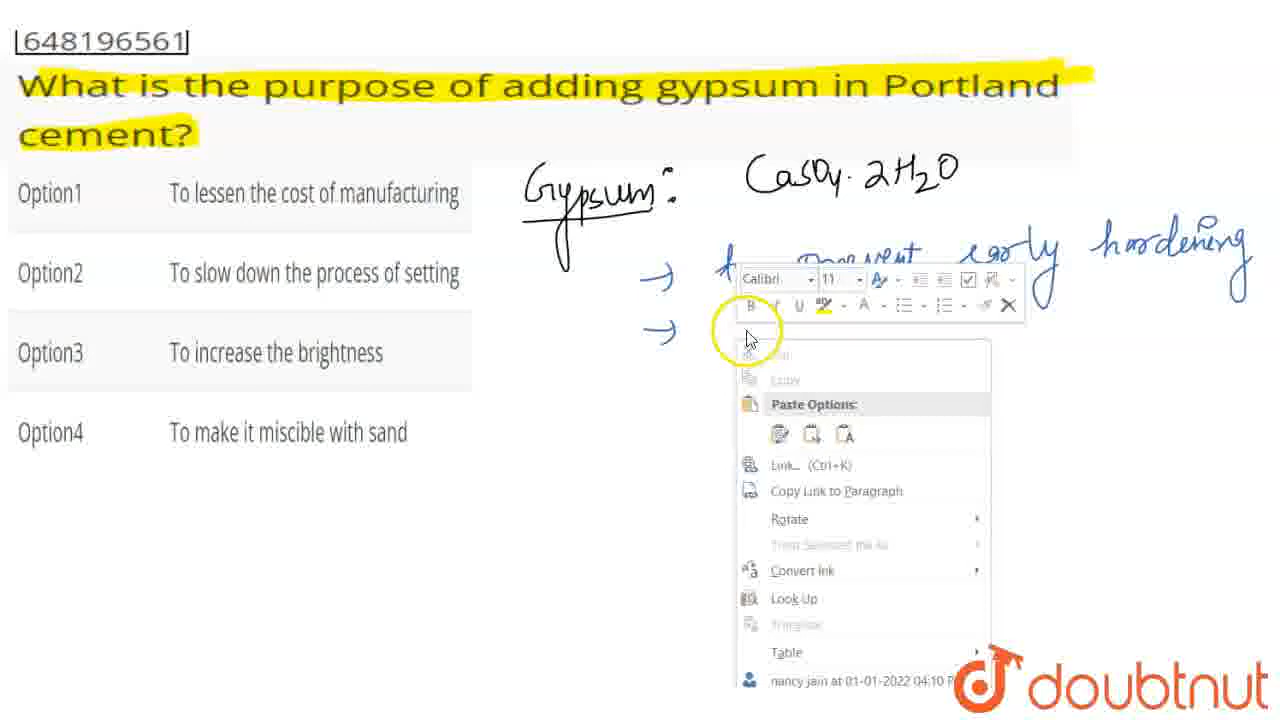 648196561
What is the purpose of adding gypsum in Portland
cement?
Gypsum: CaSO4. 2H2O
Option1 To lessen the cost of manufacturing
→ early hardening
Option2 To slow down the process of setting
Calibri 11
B I U
→
Option3 To increase the brightness
Copy
Paste Options:
Option4 To make it miscible with sand
Link... (Ctrl+K)
Copy Link to Paragraph
Rotate
Convert Ink
Look Up
Translate
Table
nancy jain at 01-01-2022 04:10
doubtnut